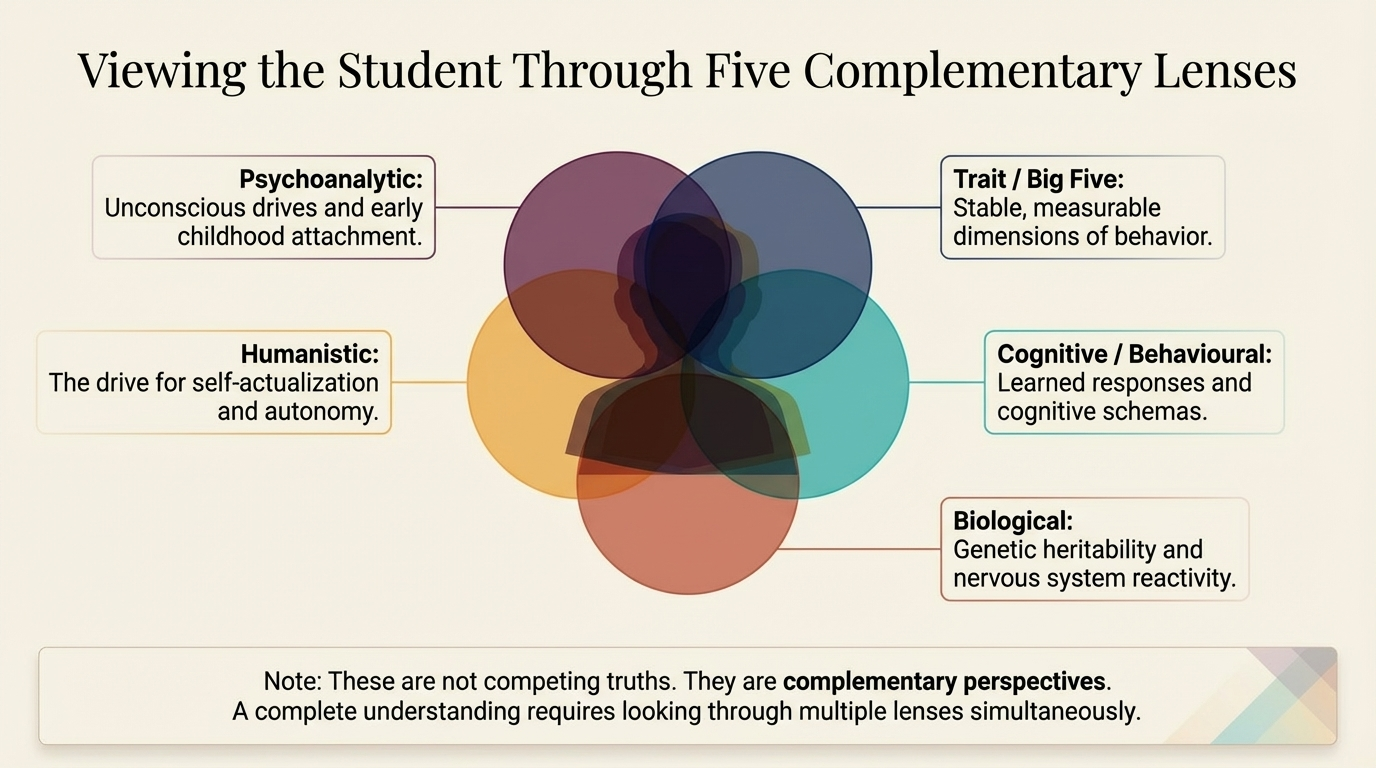 Viewing the Student Through Five Complementary Lenses
Psychoanalytic:
Unconscious drives and early
childhood attachment.
Trait / Big Five:
Stable, measurable
dimensions of behavior.
Humanistic:
The drive for self-actualization
and autonomy.
Cognitive / Behavioural:
Learned responses and
cognitive schemas.
Biological:
Genetic heritability and
nervous system reactivity.
Note: These are not competing truths. They are complementary perspectives.
A complete understanding requires looking through multiple lenses simultaneously.